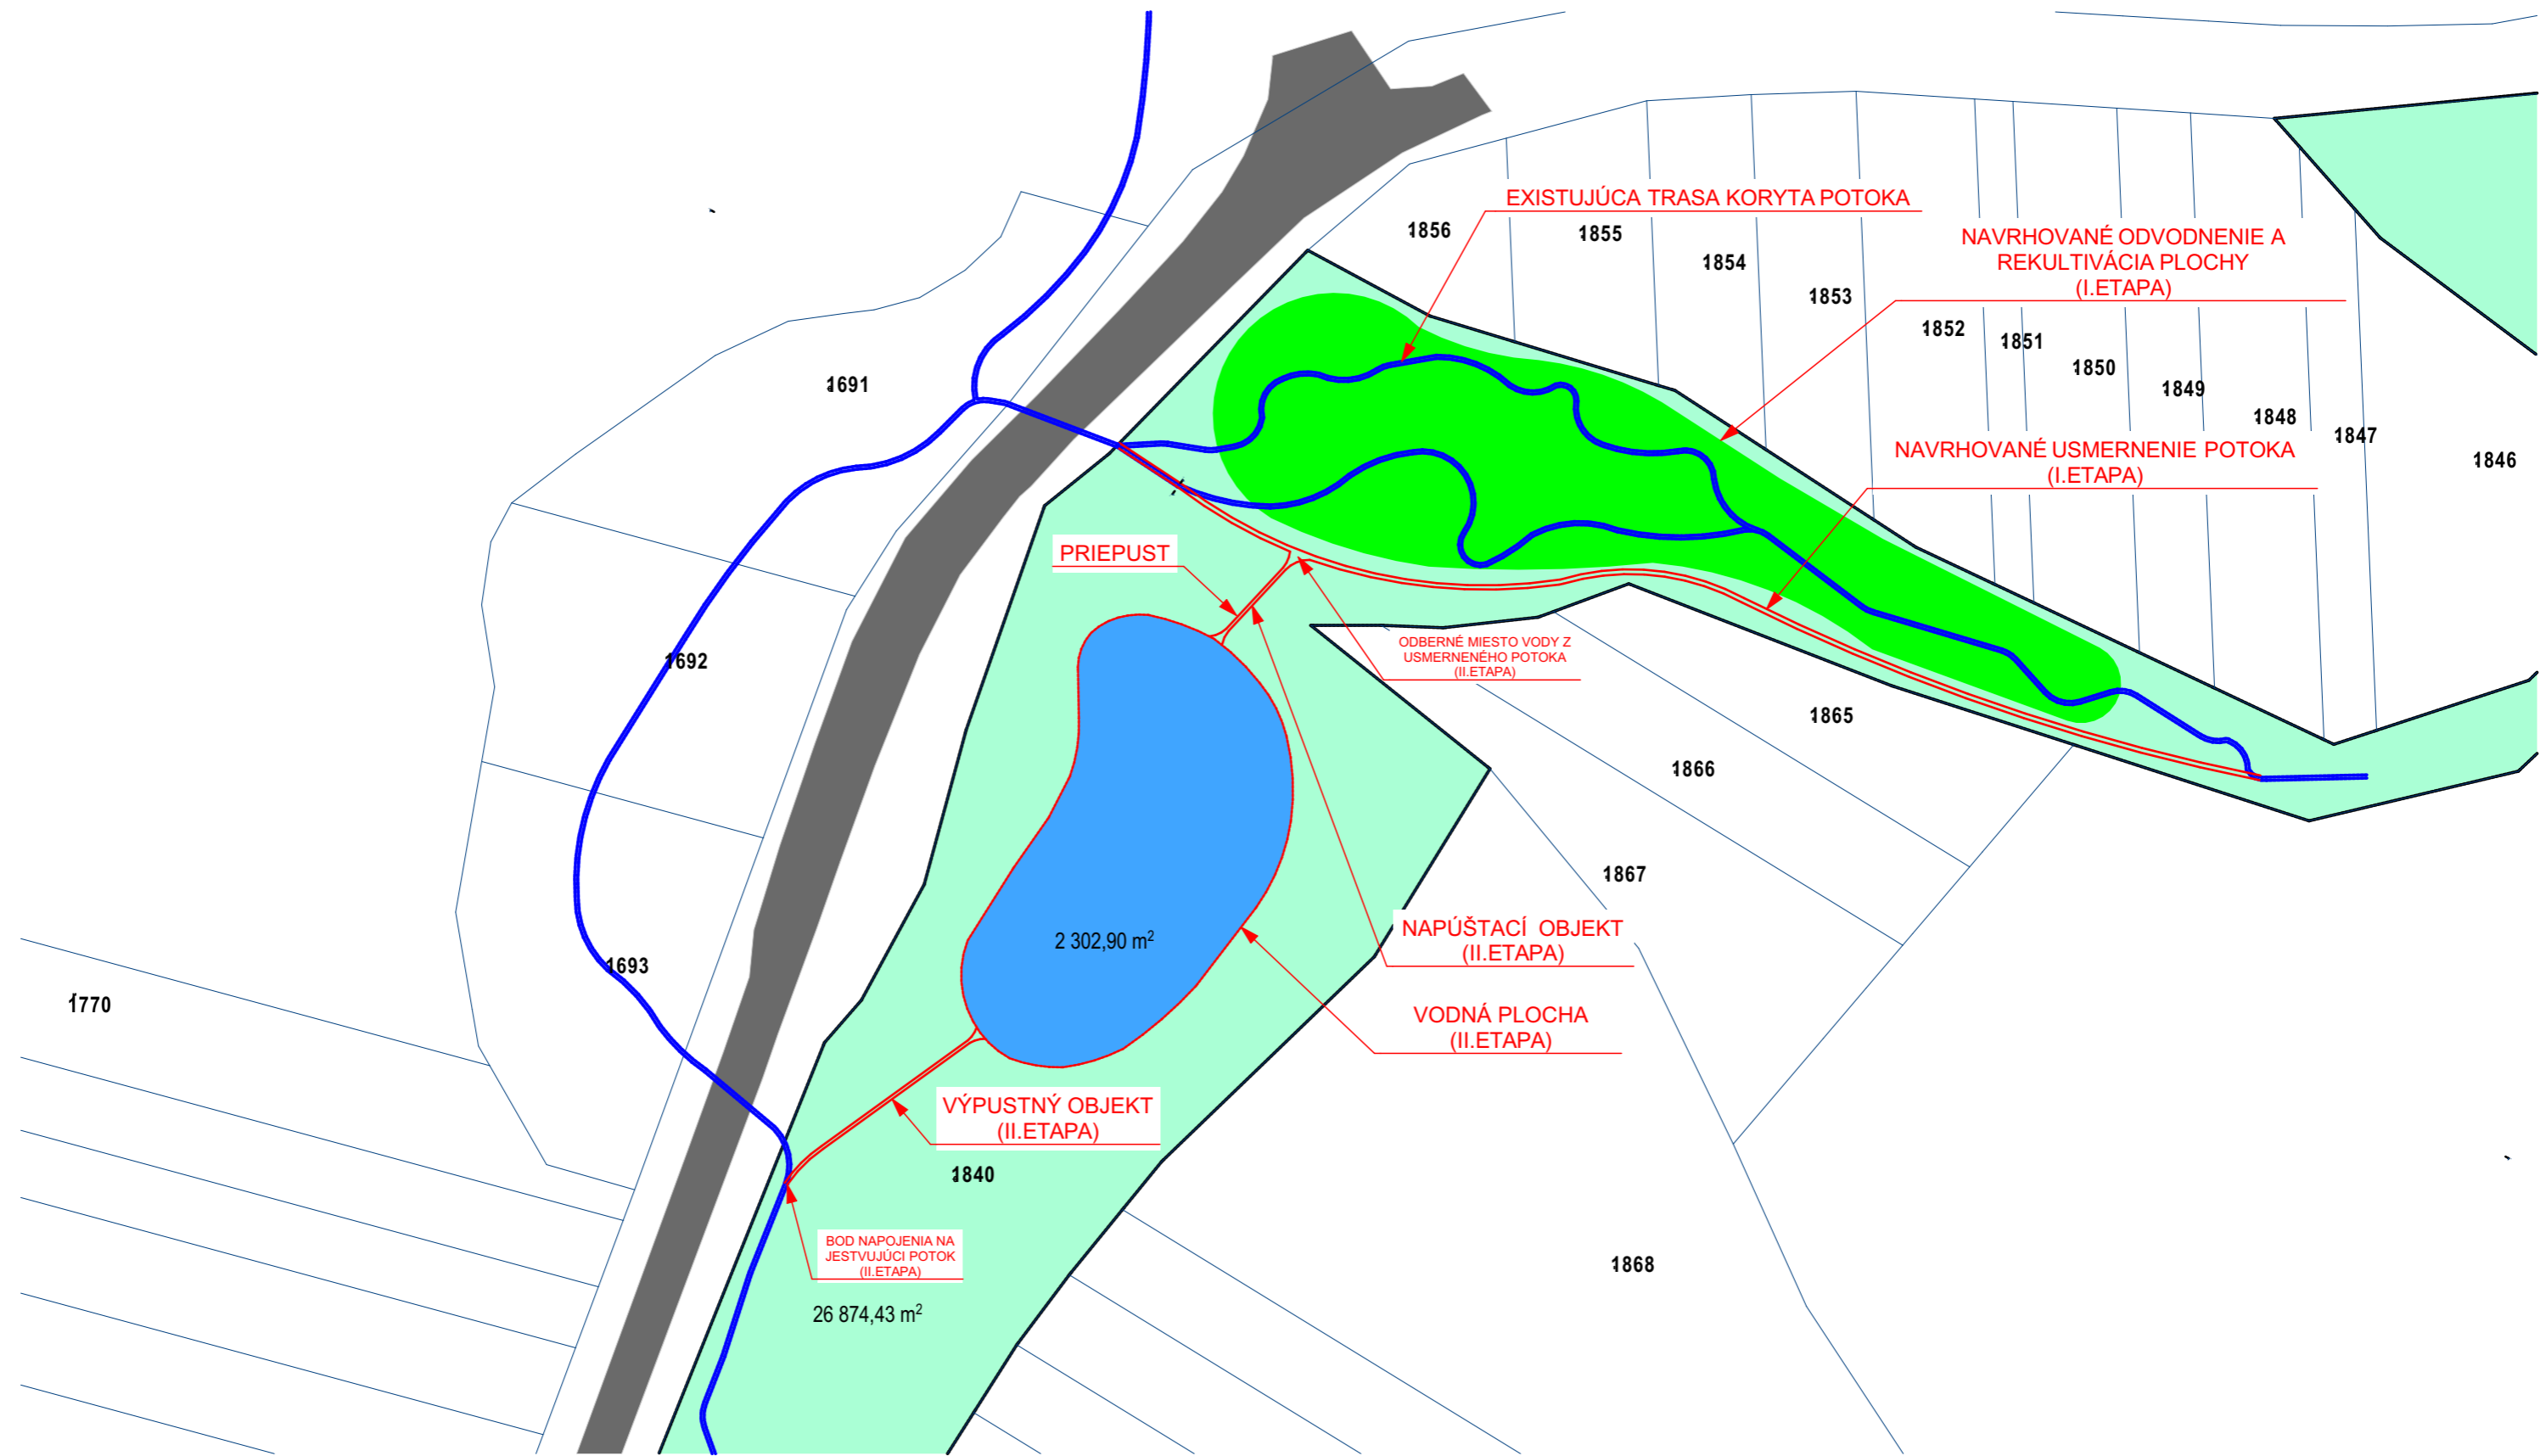 EXISTUJÚCA TRASA KORYTA POTOKA
1856
1855
1854
1853
NAVRHOVANÉ ODVODNENIE A
REKULTIVÁCIA PLOCHY
(I.ETAPA)
1852
1851
1850
1849
1848
1847
1846
1691
NAVRHOVANÉ USMERNENIE POTOKA
(I.ETAPA)
PRIEPUST
ODBERNÉ MIESTO VODY Z
USMERNENÉHO POTOKA
(II.ETAPA)
1692
1865
1866
1867
2 302,90 m²
NAPÚŠTACÍ OBJEKT
(II.ETAPA)
1693
1770
VODNÁ PLOCHA
(II.ETAPA)
VÝPUSTNÝ OBJEKT
(II.ETAPA)
1840
BOD NAPOJENIA NA
JESTVUJÚCI POTOK
(II.ETAPA)
1868
26 874,43 m²